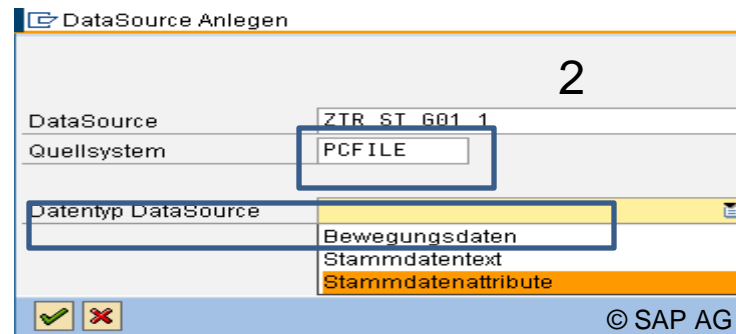 DataSource Anlegen
2
DataSource ZTR_ST_G01_1
Quellsystem PCFILE
Datentyp DataSource
Bewegungsdaten
Stammdatentext
Stammdatenattribute
© SAP AG